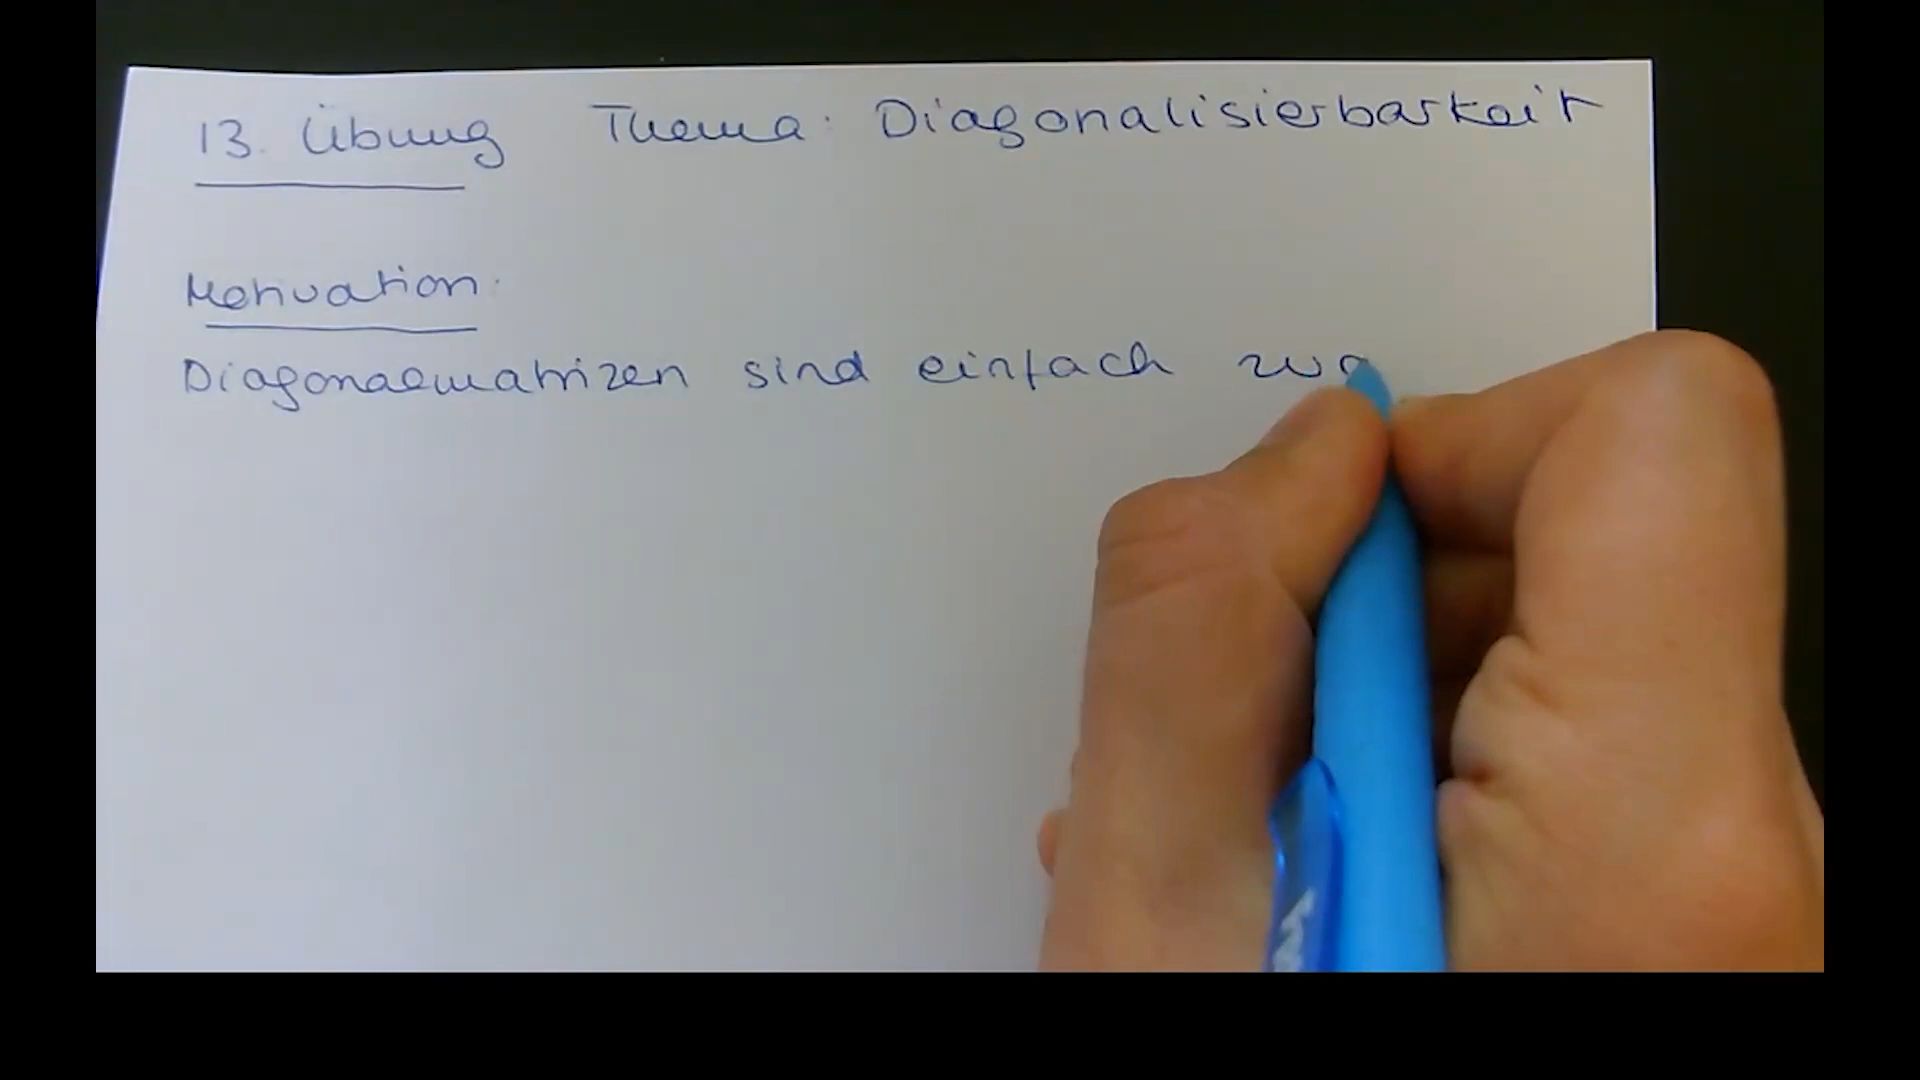 13. Übung Thema: Diagonalisierbarkeit
Motivation:
Diagonalmatrizen sind einfach zu